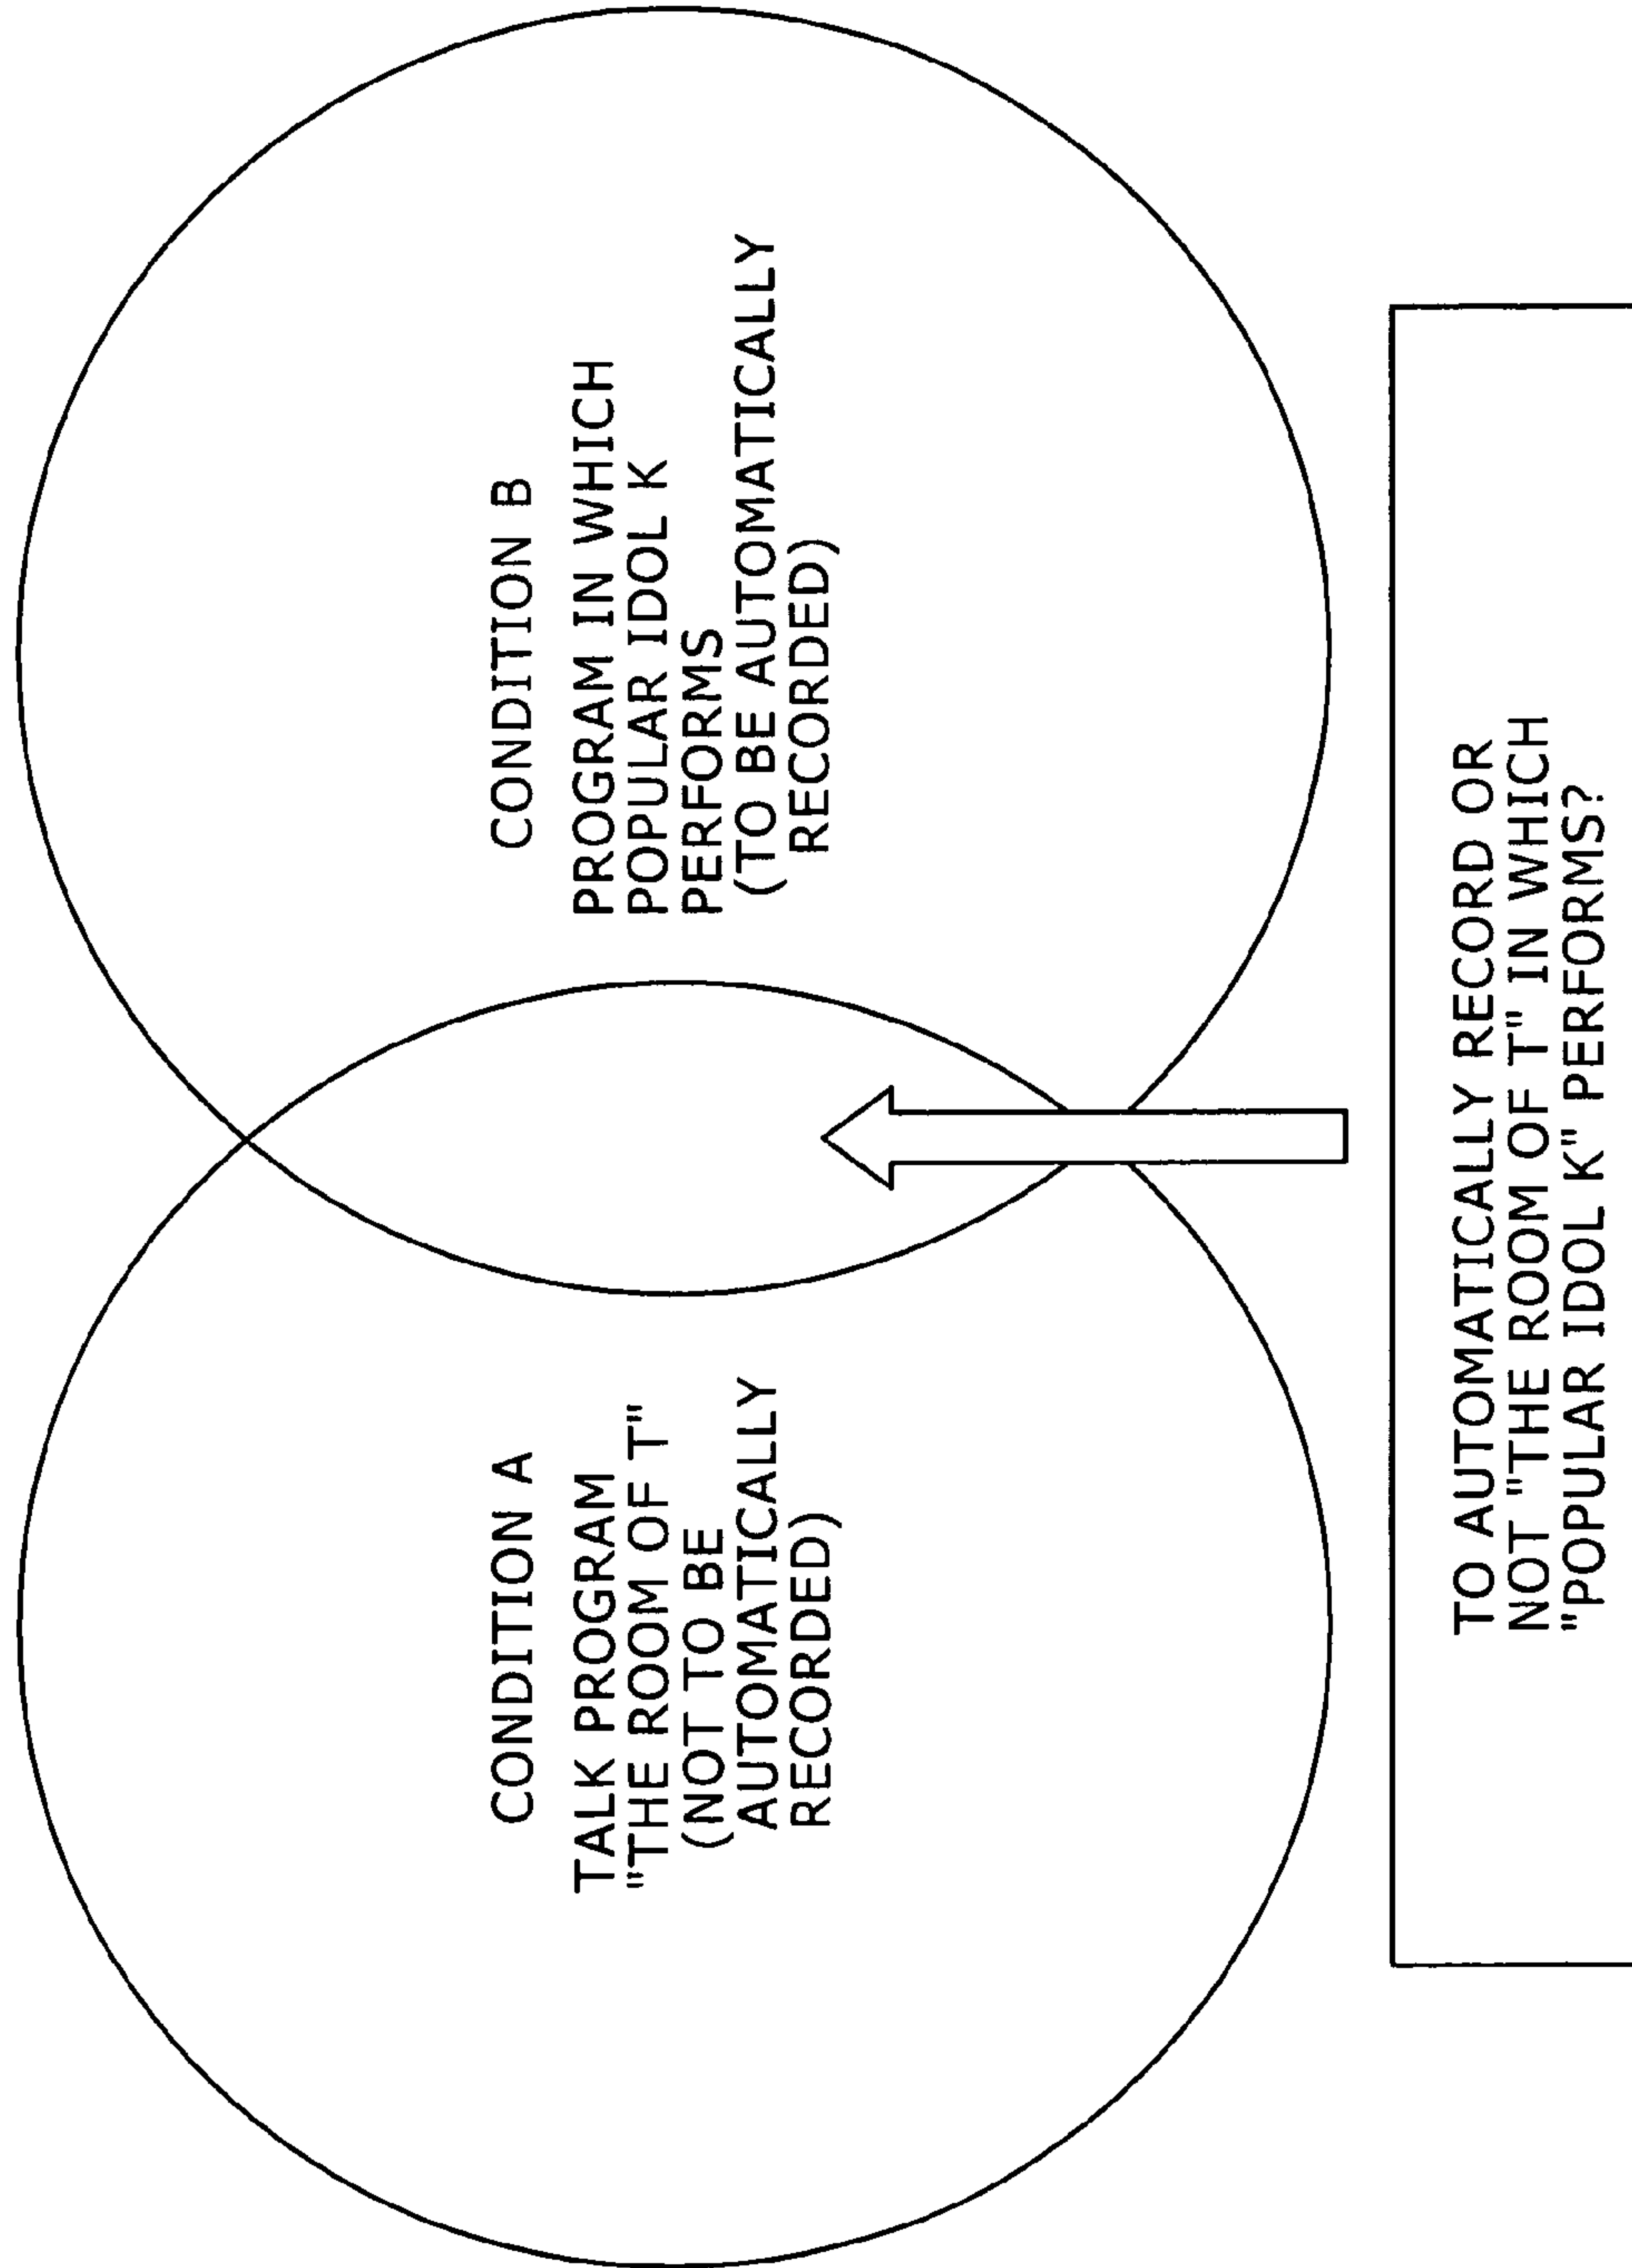 CONDITION A
TALK PROGRAM
"THE ROOM OF T"
(NOT TO BE
AUTOMATICALLY
RECORDED)
CONDITION B
PROGRAM IN WHICH
POPULAR IDOL K
PERFORMS
(TO BE AUTOMATICALLY
RECORDED)
TO AUTOMATICALLY RECORD OR
NOT "THE ROOM OF T" IN WHICH
"POPULAR IDOL K" PERFORMS?